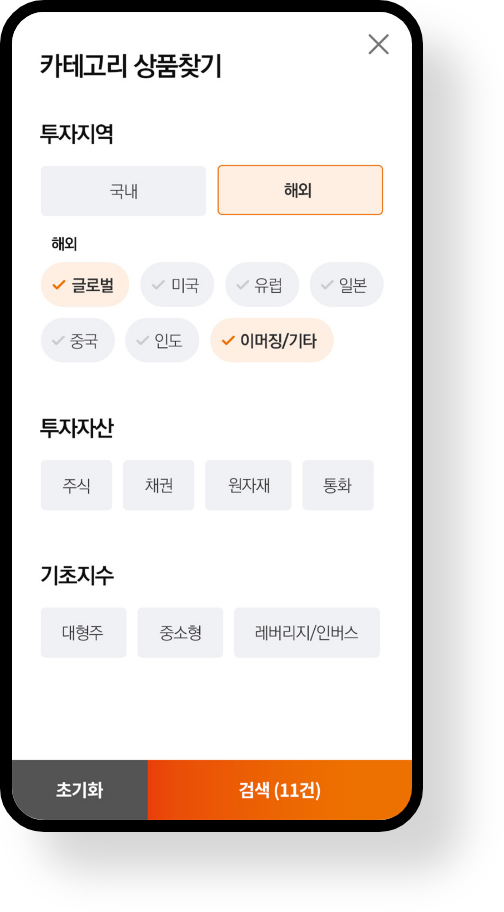 카테고리 상품찾기
투자지역
국내 해외
해외
글로벌 미국 유럽 일본
중국 인도 이머징/기타
투자자산
주식 채권 원자재 통화
기초지수
대형주 중소형 레버리지/인버스
초기화 검색 (11건)